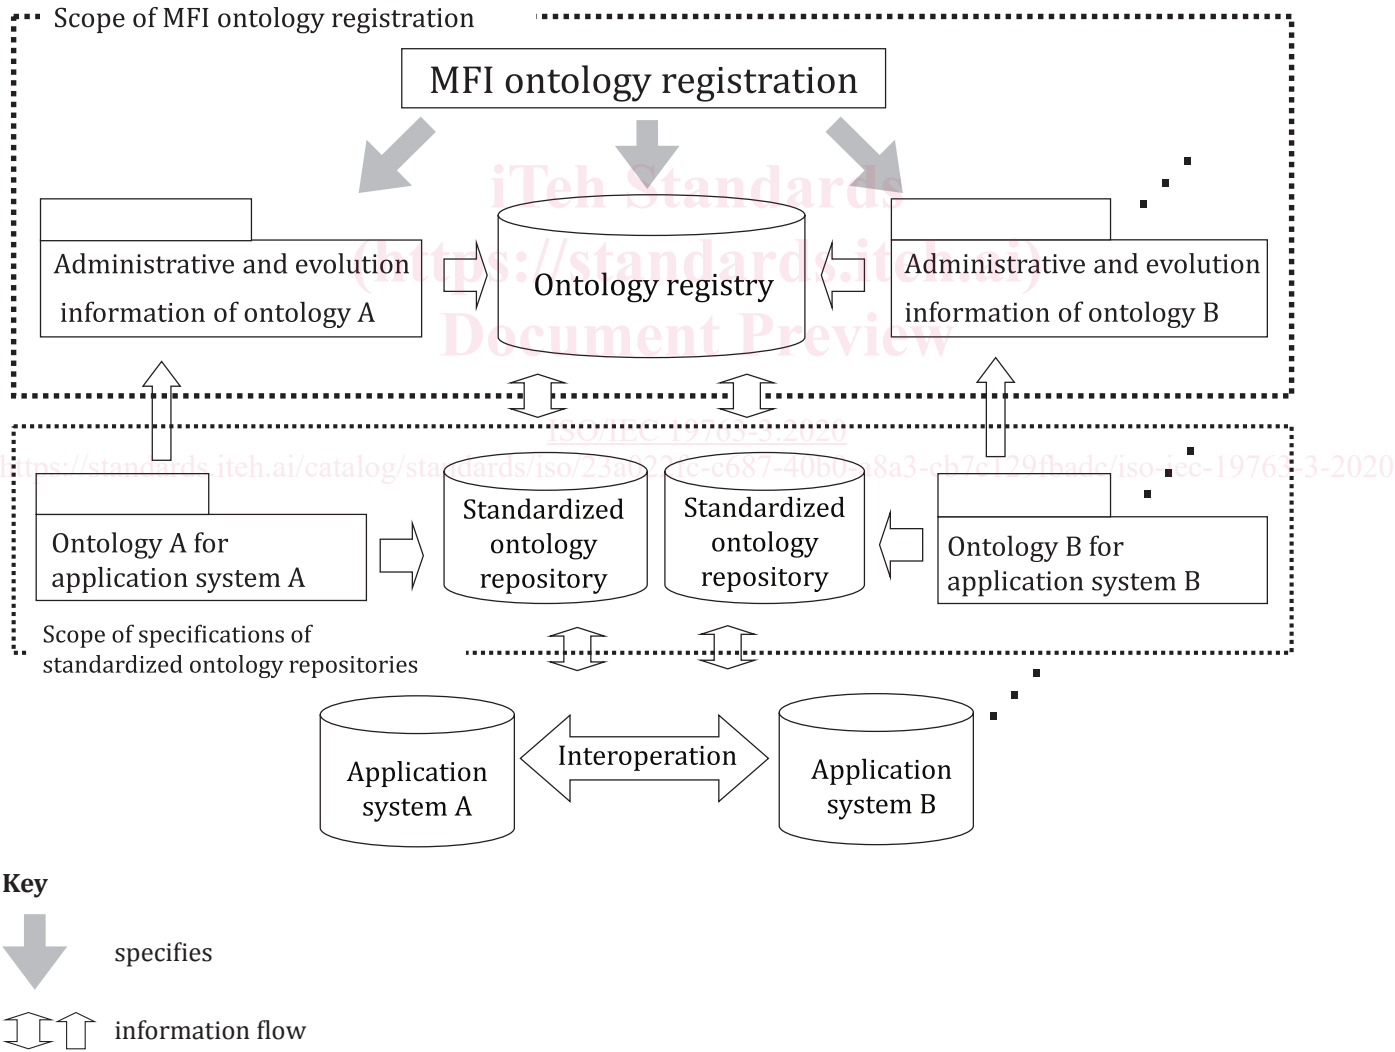 Scope of MFI ontology registration
MFI ontology registration
iTeh Standards
(https://standards.iteh.ai)
Document Preview
Administrative and evolution
information of ontology A
Ontology registry
Administrative and evolution
information of ontology B
ISO/IEC 19763-3:2020
Ontology A for
application system A
Standardized
ontology
repository
Standardized
ontology
repository
Ontology B for
application system B
Scope of specifications of
standardized ontology repositories
Application
system A
Interoperation
Application
system B
Key
specifies
information flow